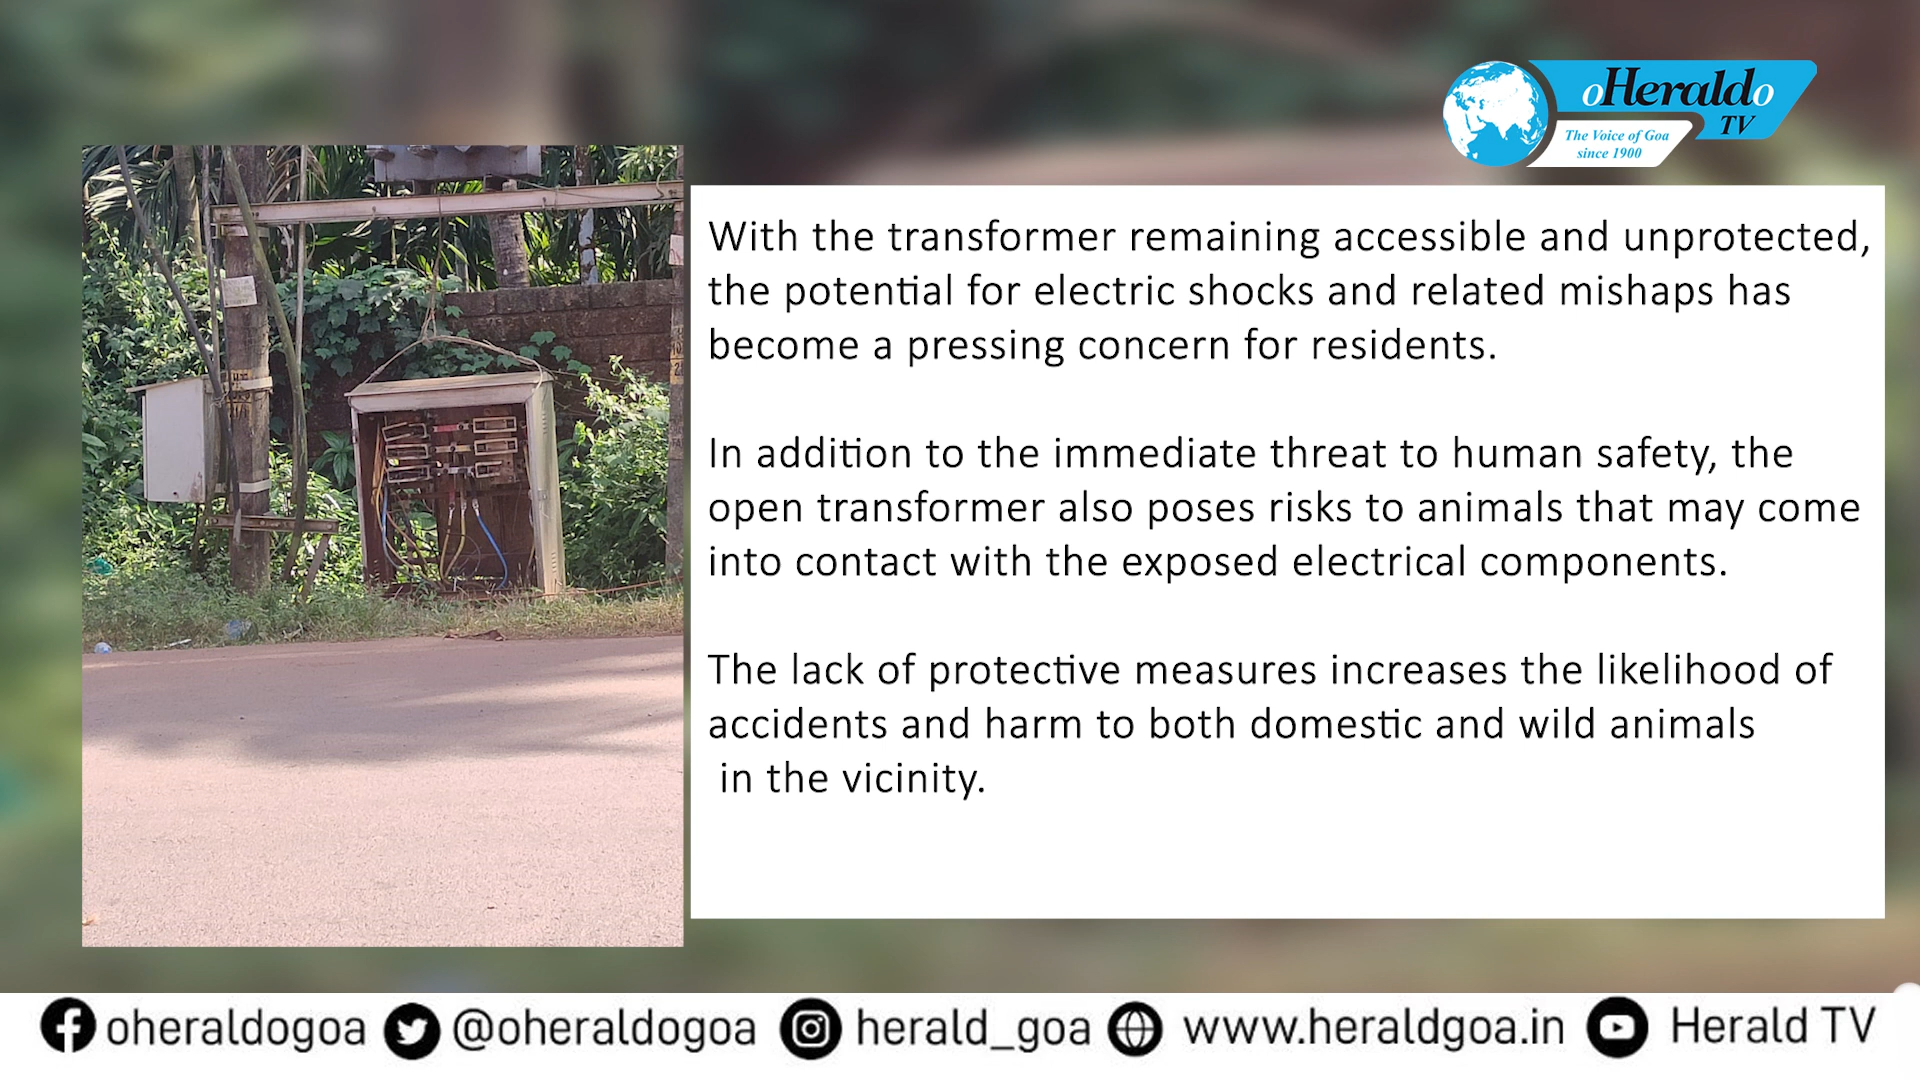 oHeraldo
TV
The Voice of Goa
since 1900
With the transformer remaining accessible and unprotected,
the potential for electric shocks and related mishaps has
become a pressing concern for residents.
In addition to the immediate threat to human safety, the
open transformer also poses risks to animals that may come
into contact with the exposed electrical components.
The lack of protective measures increases the likelihood of
accidents and harm to both domestic and wild animals
in the vicinity.
oheraldogoa @oheraldogoa herald_goa www.heraldgoa.in Herald TV